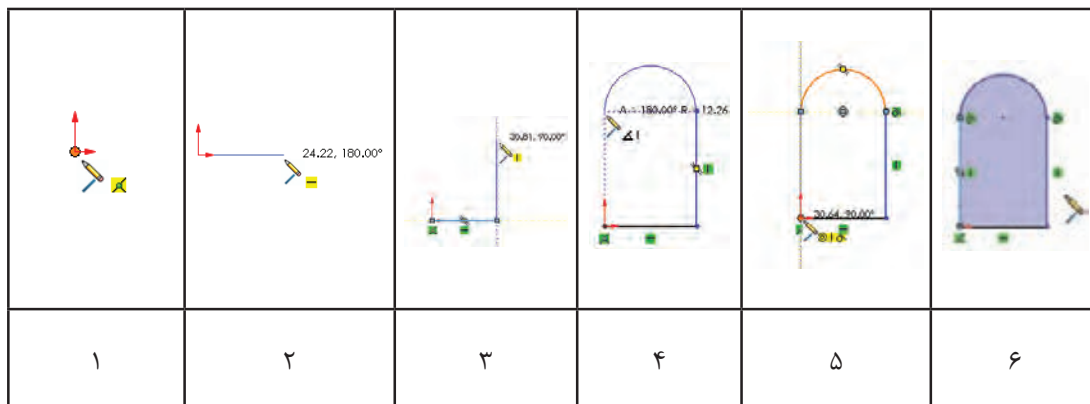 24.22, 180.00°
30.81, 90.00°
A = 180.00° R = 12.26
30.64, 90.00°
۱ ۲ ۳ ۴ ۵ ۶